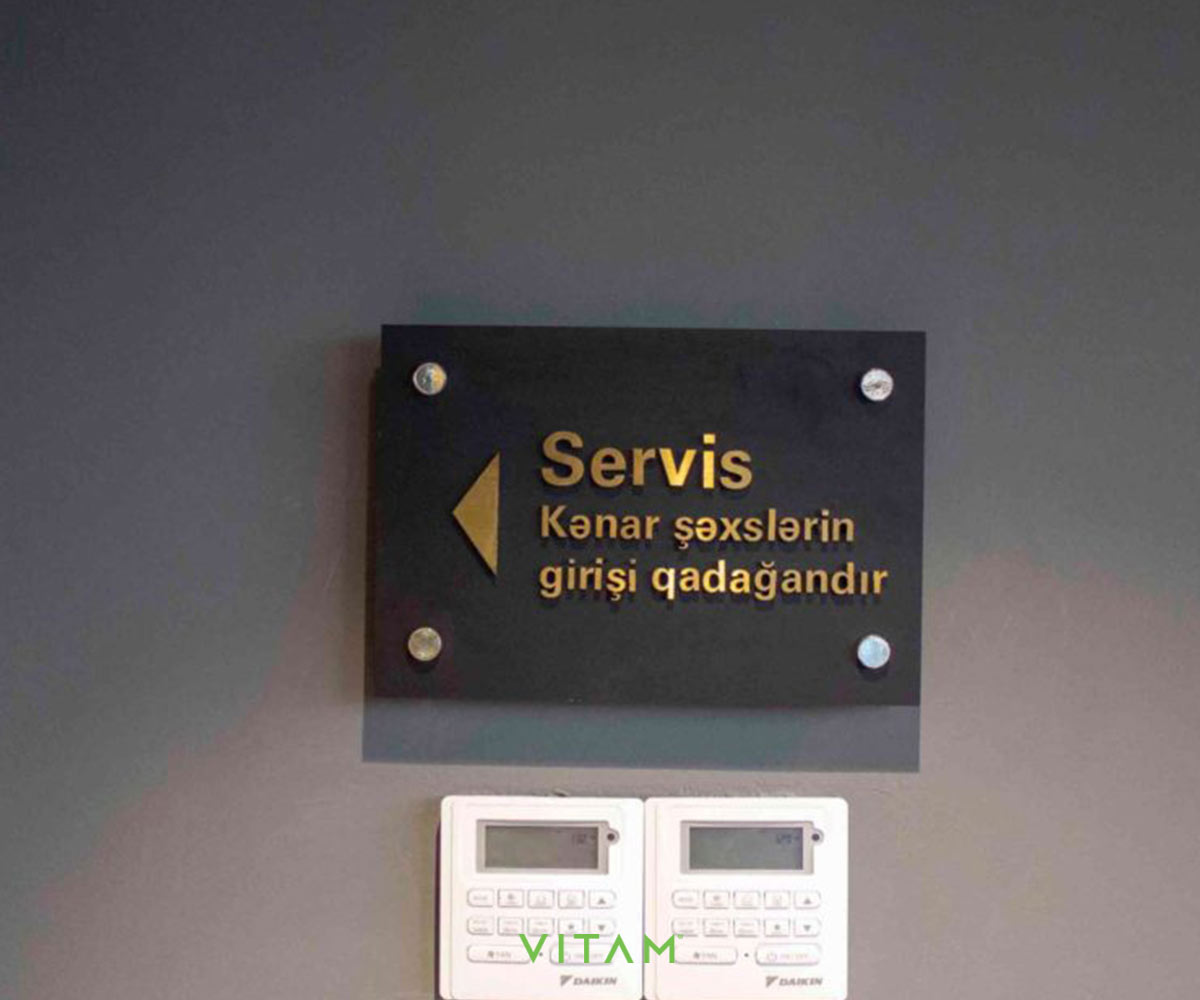 Servis
Kənar şəxslərin
girişi qadağandır
VITAM
DAIKIN
DAIKIN